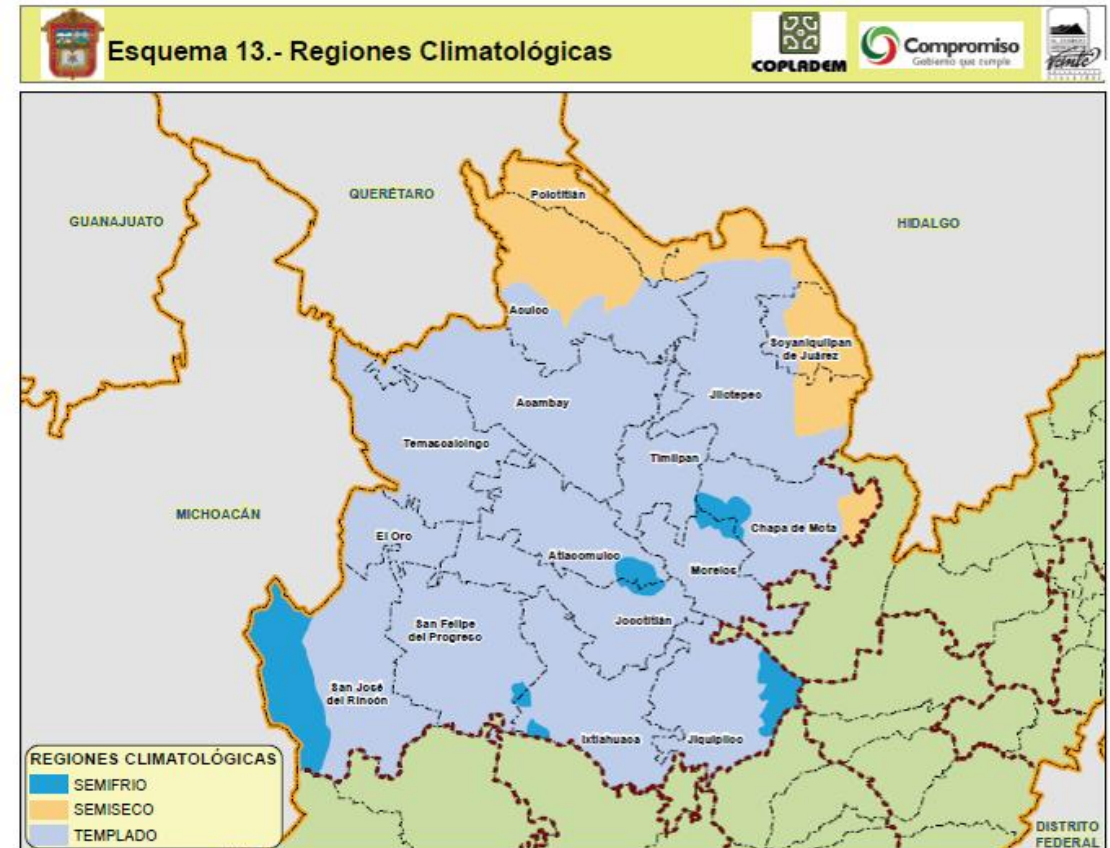 Esquema 13.- Regiones Climatológicas
COPLADEM
Compromiso
Gobierno que cumple
GUANAJUATO
QUERÉTARO
Polotitlán
HIDALGO
Aculco
Soyaniquilpan
de Juárez
Acambay
Jilotepec
Temascalcingo
Timilpan
MICHOACÁN
Chapa de Mota
El Oro
Atlacomulco
Morelos
San Felipe
del Progreso
Jocotitlán
San José
del Rincón
Ixtlahuaca
Jiquipilco
REGIONES CLIMATOLÓGICAS
SEMIFRIO
SEMISECO
TEMPLADO
DISTRITO
FEDERAL